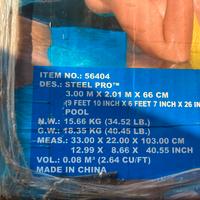 ITEM NO.: 56404
DES.: STEEL PRO™
3.00 M X 2.01 M X 66 CM
(9 FEET 10 INCH X 6 FEET 7 INCH X 26 IN
POOL
N.W.: 15.66 KG (34.52 LB.)
G.W.: 18.35 KG (40.45 LB.)
MEAS.: 33.00 X 22.00 X 103.00 CM
12.99 X 8.66 X 40.55 INCH
VOL.: 0.08 M³ (2.64 CU/FT)
MADE IN CHINA